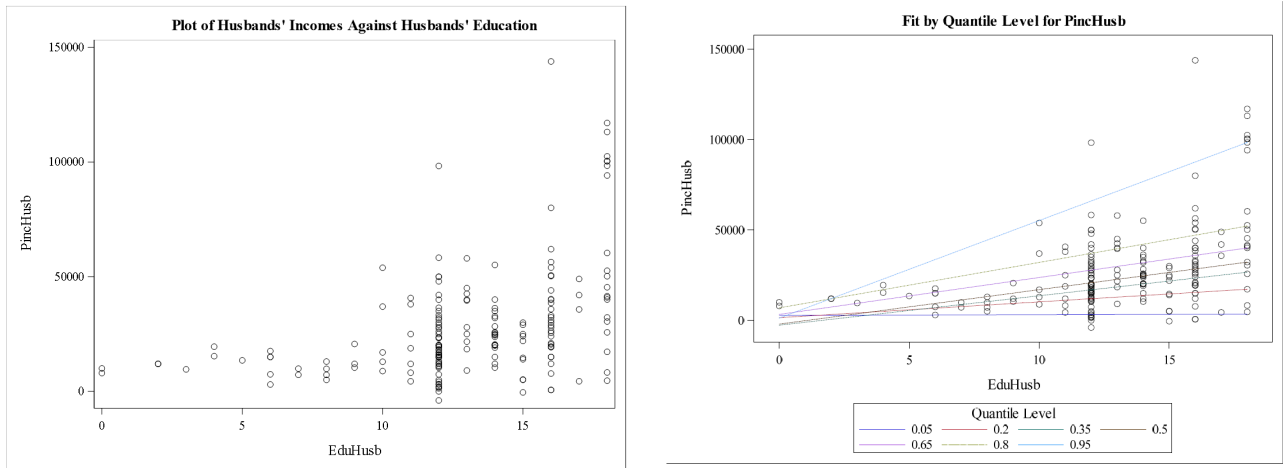 Plot of Husbands' Incomes Against Husbands' Education
150000
100000
50000
0
PincHusb
0 5 10 15
EduHusb
Fit by Quantile Level for PincHusb
150000
100000
50000
0
PincHusb
0 5 10 15
EduHusb
Quantile Level
0.05 0.2 0.35 0.5
0.65 0.8 0.95